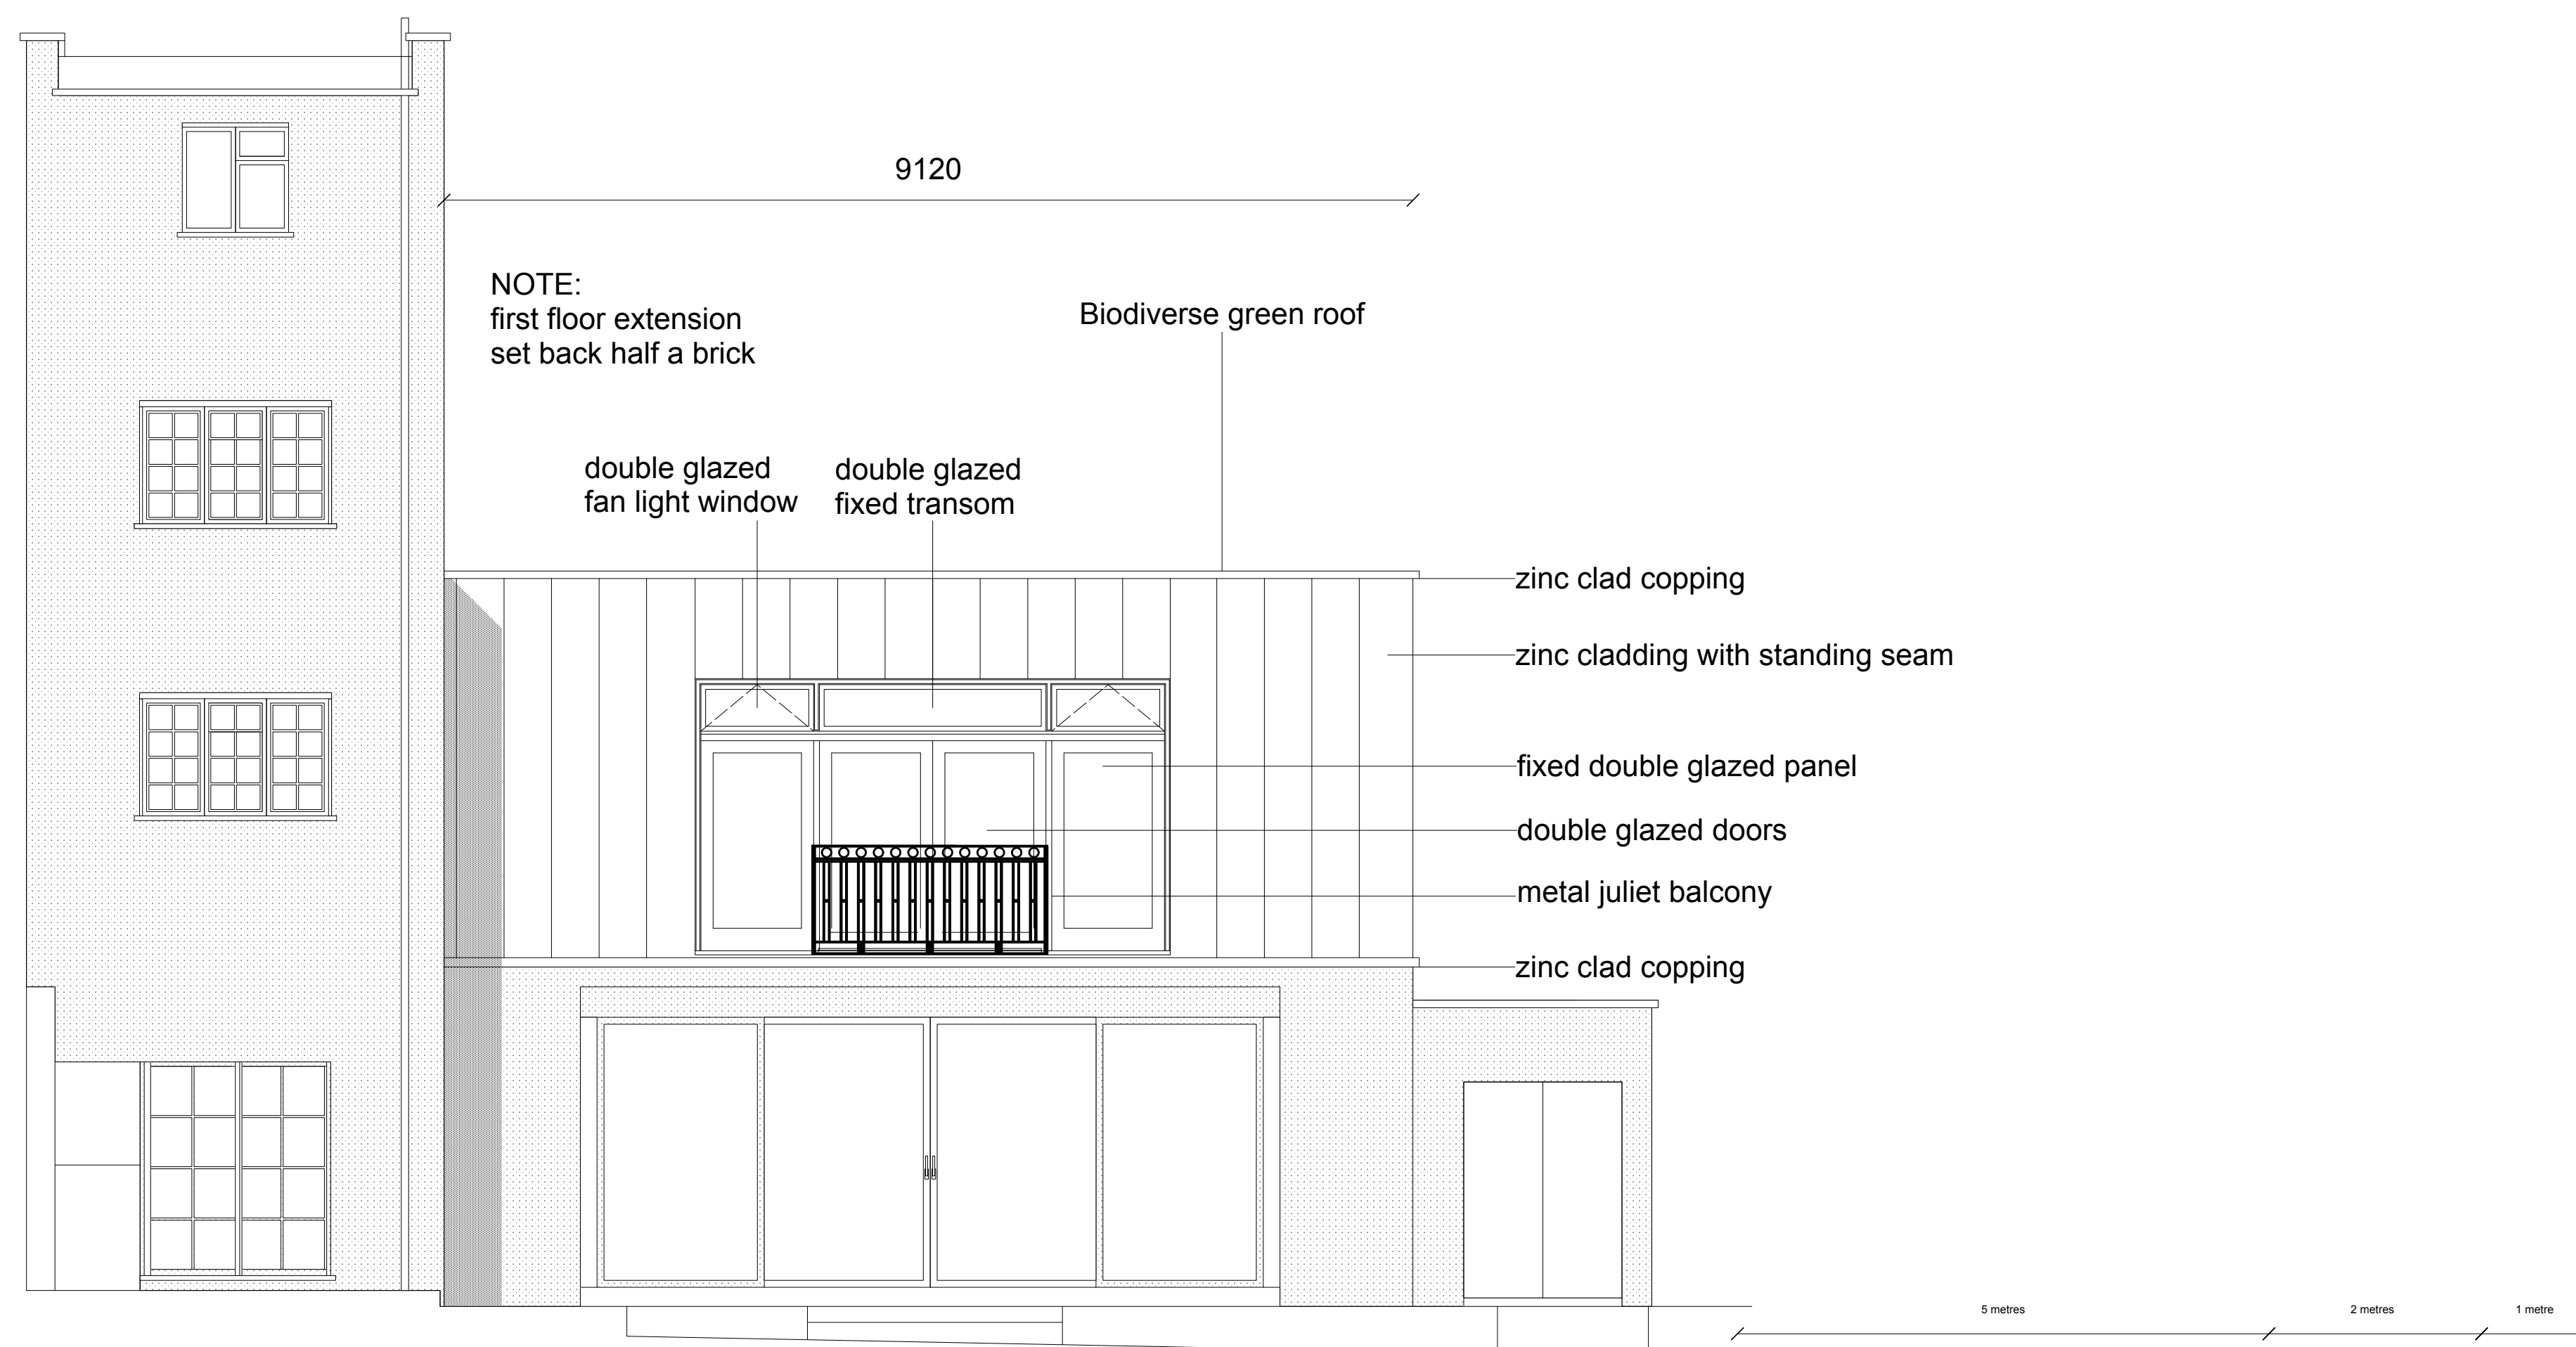 9120
NOTE:
first floor extension
set back half a brick
Biodiverse green roof
double glazed
fan light window
double glazed
fixed transom
zinc clad copping
zinc cladding with standing seam
fixed double glazed panel
double glazed doors
metal juliet balcony
zinc clad copping
5 metres
2 metres
1 metre